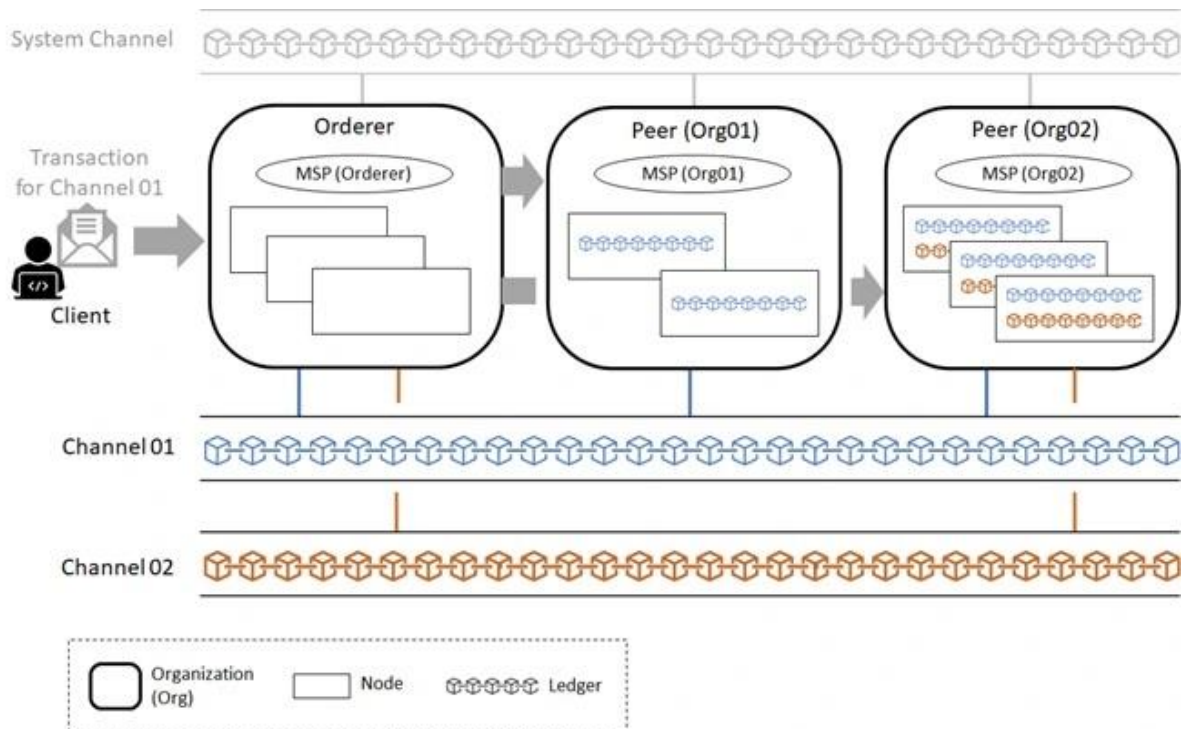 System Channel
Orderer
Peer (Org01)
Peer (Org02)
Transaction
for Channel 01
MSP (Orderer)
MSP (Org01)
MSP (Org02)
</>
Client
Channel 01
Channel 02
Organization
(Org)
Node
Ledger